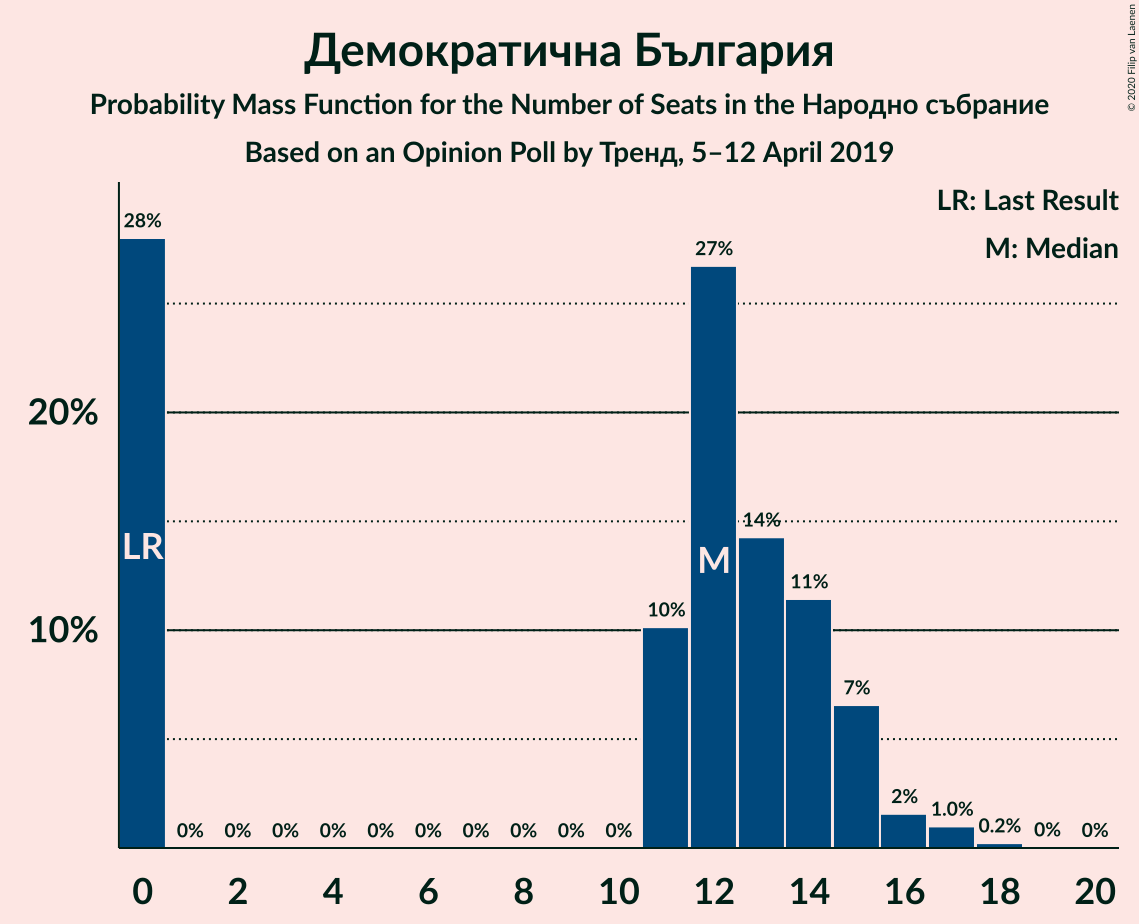 Демократична България
Probability Mass Function for the Number of Seats in the Народно събрание
Based on an Opinion Poll by Тренд, 5–12 April 2019
© 2020 Filip van Laenen
LR: Last Result
M: Median
28%
27%
20%
14%
LR
M
11%
10%
10%
7%
2%
1.0%
0.2%
0% 0% 0% 0% 0% 0% 0% 0% 0% 0% 0% 0%
0 2 4 6 8 10 12 14 16 18 20